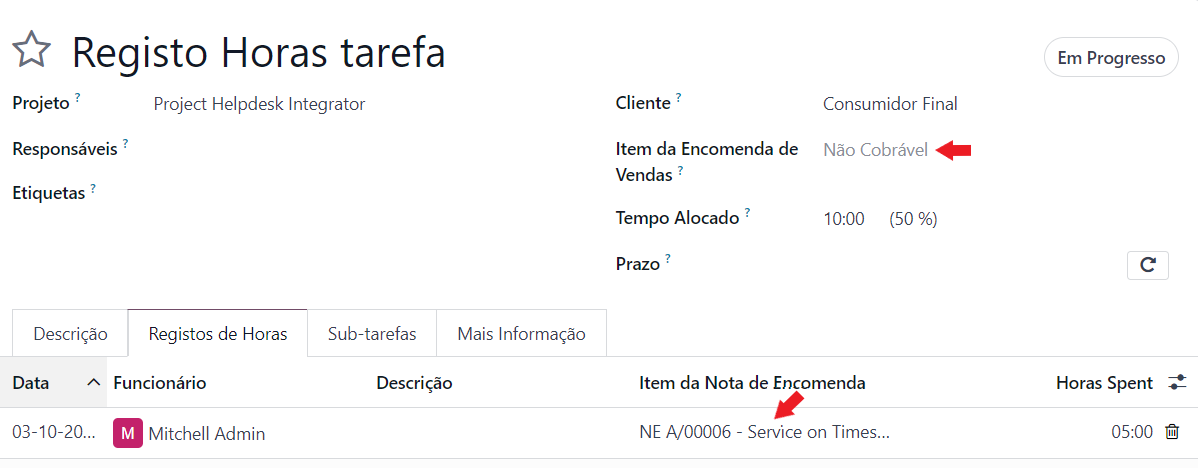 Registo Horas tarefa
Em Progresso
Projeto ? Project Helpdesk Integrator
Cliente ? Consumidor Final
Responsáveis ?
Item da Encomenda de Vendas ? Não Cobrável
Etiquetas ?
Tempo Alocado ? 10:00 (50 %)
Prazo ?
Descrição Registos de Horas Sub-tarefas Mais Informação
Data Funcionário Descrição Item da Nota de Encomenda Horas Spent
03-10-20... M Mitchell Admin NE A/00006 - Service on Times... 05:00